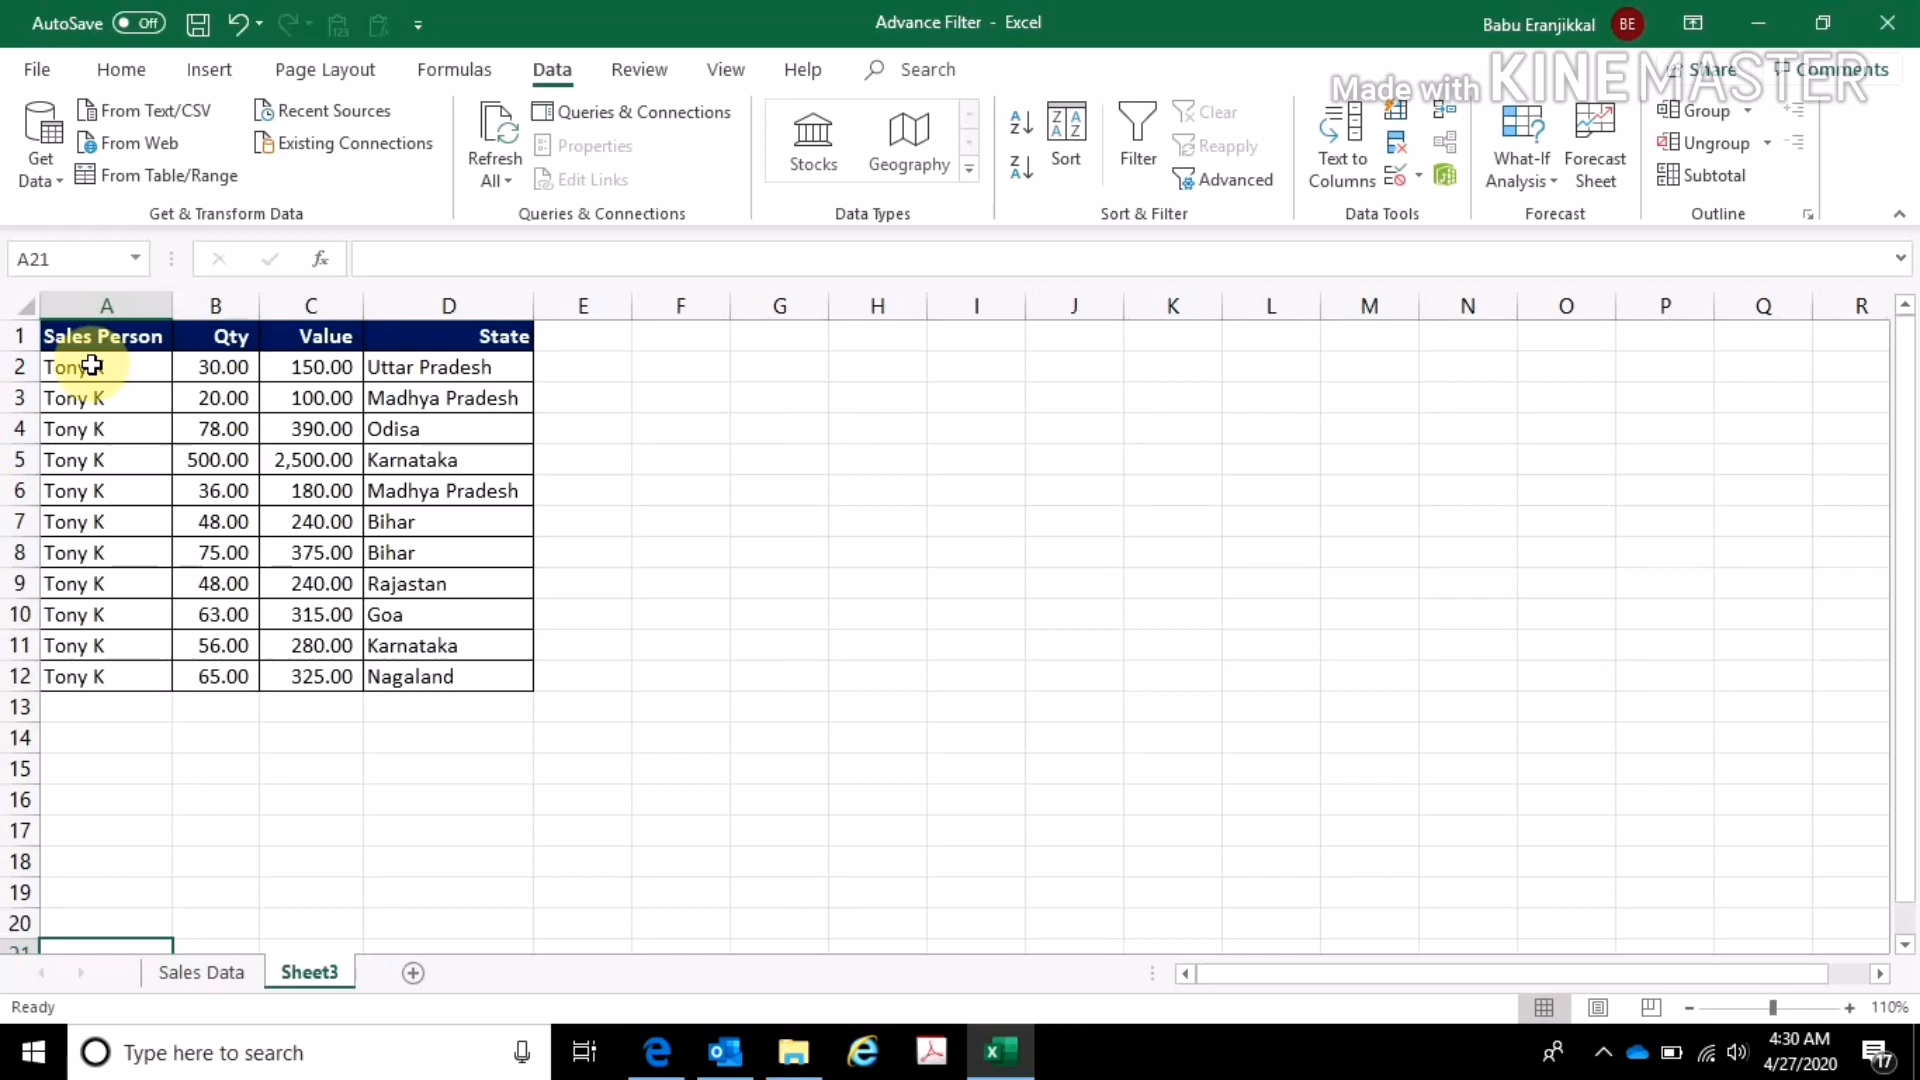 AutoSave Off
Advance Filter - Excel
Babu Eranjikkal BE
File Home Insert Page Layout Formulas Data Review View Help Search
Share Comments
Made with KINEMASTER
Get Data
From Text/CSV
From Web
From Table/Range
Recent Sources
Existing Connections
Get & Transform Data
Refresh All
Queries & Connections
Properties
Edit Links
Queries & Connections
Stocks
Geography
Data Types
Sort
Filter
Clear
Reapply
Advanced
Sort & Filter
Text to Columns
Data Tools
What-If Analysis
Forecast Sheet
Forecast
Group
Ungroup
Subtotal
Outline
A21
fx
A B C D E F G H I J K L M N O P Q R
1 Sales Person Qty Value State
2 Tony K 30.00 150.00 Uttar Pradesh
3 Tony K 20.00 100.00 Madhya Pradesh
4 Tony K 78.00 390.00 Odisa
5 Tony K 500.00 2,500.00 Karnataka
6 Tony K 36.00 180.00 Madhya Pradesh
7 Tony K 48.00 240.00 Bihar
8 Tony K 75.00 375.00 Bihar
9 Tony K 48.00 240.00 Rajastan
10 Tony K 63.00 315.00 Goa
11 Tony K 56.00 280.00 Karnataka
12 Tony K 65.00 325.00 Nagaland
13
14
15
16
17
18
19
20
21
Sales Data Sheet3
Ready
110%
Type here to search
4:30 AM
4/27/2020
17